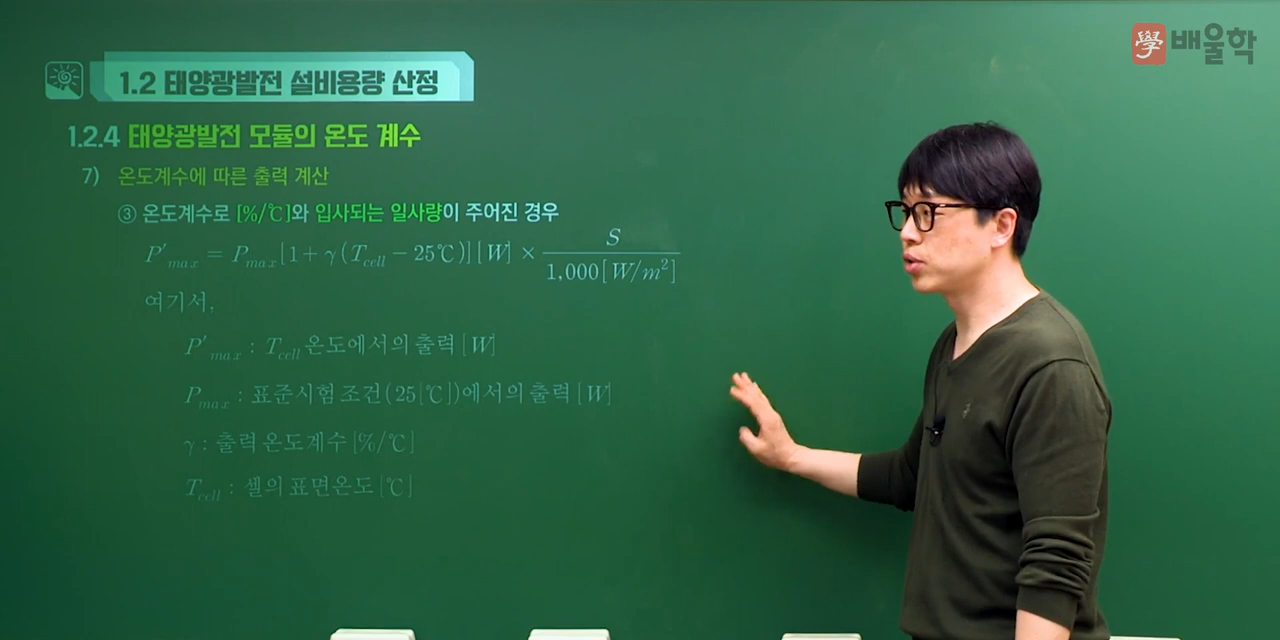 學 배울학
1.2 태양광발전 설비용량 산정
1.2.4 태양광발전 모듈의 온도 계수
7) 온도계수에 따른 출력 계산
③ 온도계수로 [%/℃]와 입사되는 일사량이 주어진 경우
P'max = Pmax[1+γ(Tcell − 25℃)][W] × S / 1,000[W/m²]
여기서,
P'max : Tcell 온도에서의 출력[W]
Pmax : 표준시험조건(25[℃])에서의 출력[W]
γ : 출력 온도계수[%/℃]
Tcell : 셀의 표면온도[℃]